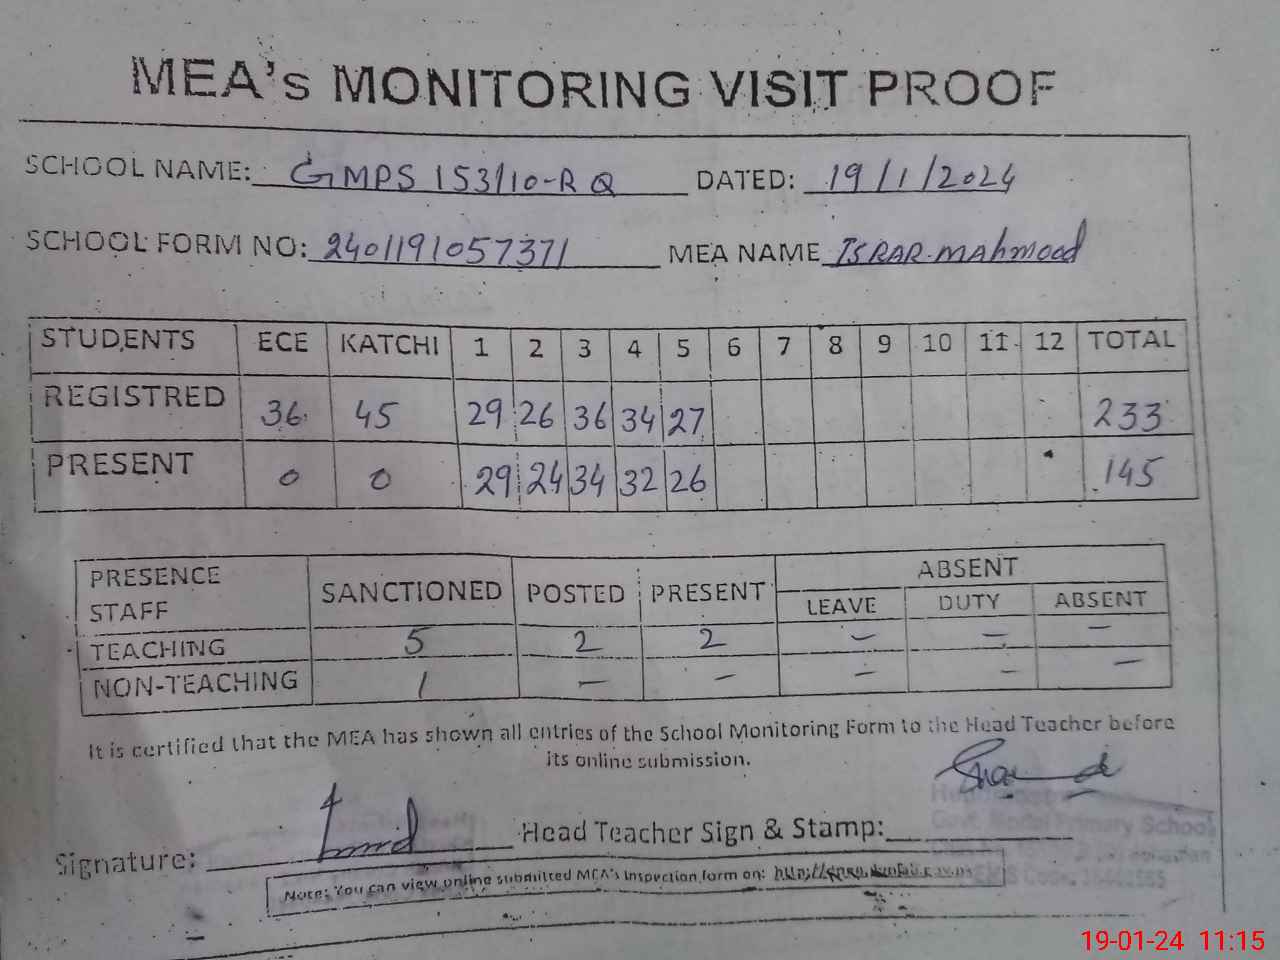 MEA's MONITORING VISIT PROOF
SCHOOL NAME: GMPS 153/10-R Q DATED: 19/1/2024
SCHOOL FORM NO: 2401191057371 MEA NAME ISRAR mahmood
STUDENTS ECE KATCHI 1 2 3 4 5 6 7 8 9 10 11 12 TOTAL
REGISTRED 36 45 29 26 36 34 27 233
PRESENT 0 0 29 24 34 32 26 145
PRESENCE STAFF SANCTIONED POSTED PRESENT ABSENT
LEAVE DUTY ABSENT
TEACHING 5 2 2 - - -
NON-TEACHING 1 - - - - -
It is certified that the MEA has shown all entries of the School Monitoring Form to the Head Teacher before
its online submission.
Signature: Head Teacher Sign & Stamp:
Govt. Model Primary School
Note: You can view online submitted MEA's Inspection form on:
19-01-24 11:15